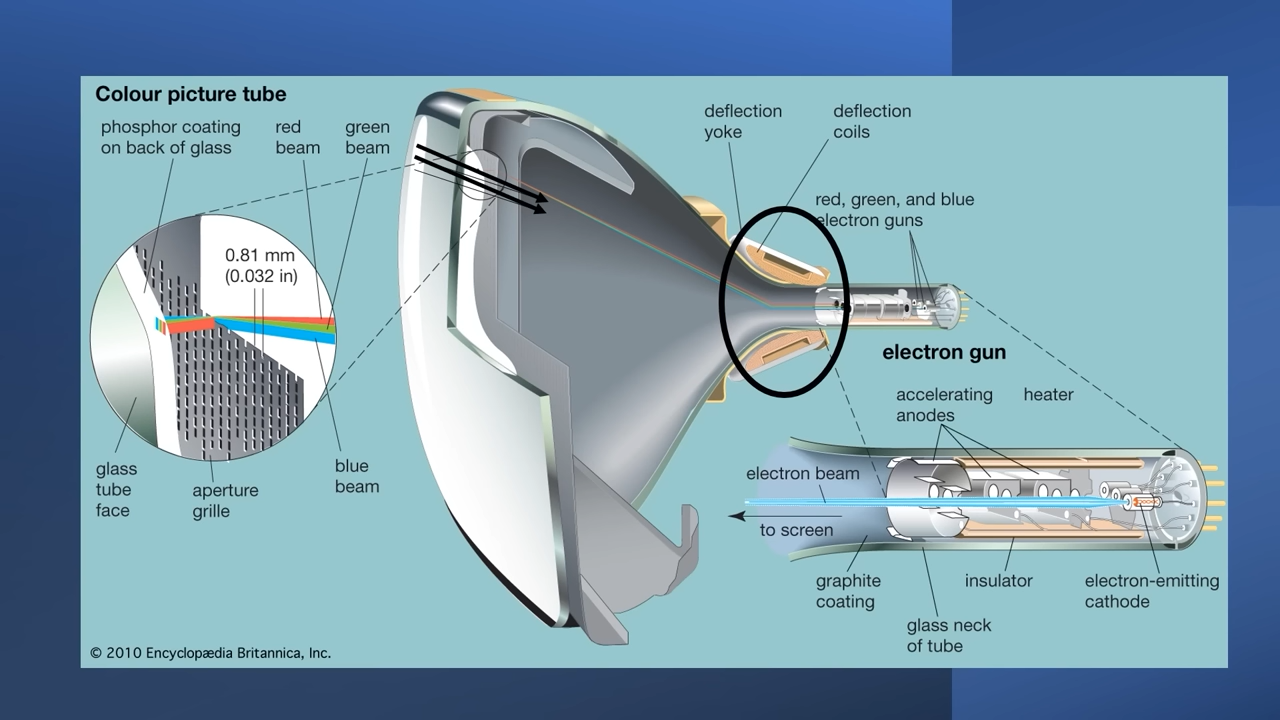 Colour picture tube
phosphor coating
on back of glass
red
beam
green
beam
deflection
yoke
deflection
coils
red, green, and blue
electron guns
0.81 mm
(0.032 in)
electron gun
accelerating
anodes
heater
glass
tube
face
aperture
grille
blue
beam
electron beam
to screen
graphite
coating
insulator
electron-emitting
cathode
glass neck
of tube
© 2010 Encyclopædia Britannica, Inc.